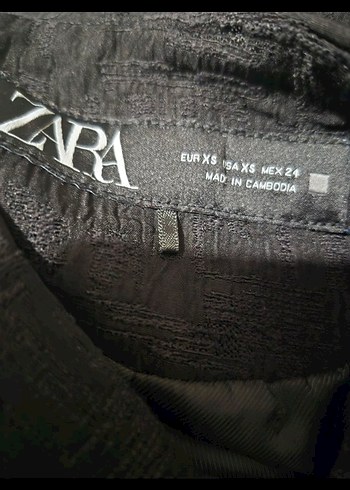 ZARA
EUR XS USA XS MEX 24
MADE IN CAMBODIA